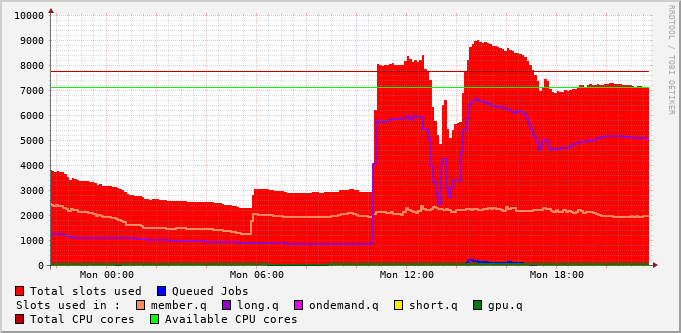 10000
9000
8000
7000
6000
5000
4000
3000
2000
1000
0
Mon 00:00 Mon 06:00 Mon 12:00 Mon 18:00
RRDTOOL / TOBI OETIKER
Total slots used Queued Jobs
Slots used in : member.q long.q ondemand.q short.q gpu.q
Total CPU cores Available CPU cores